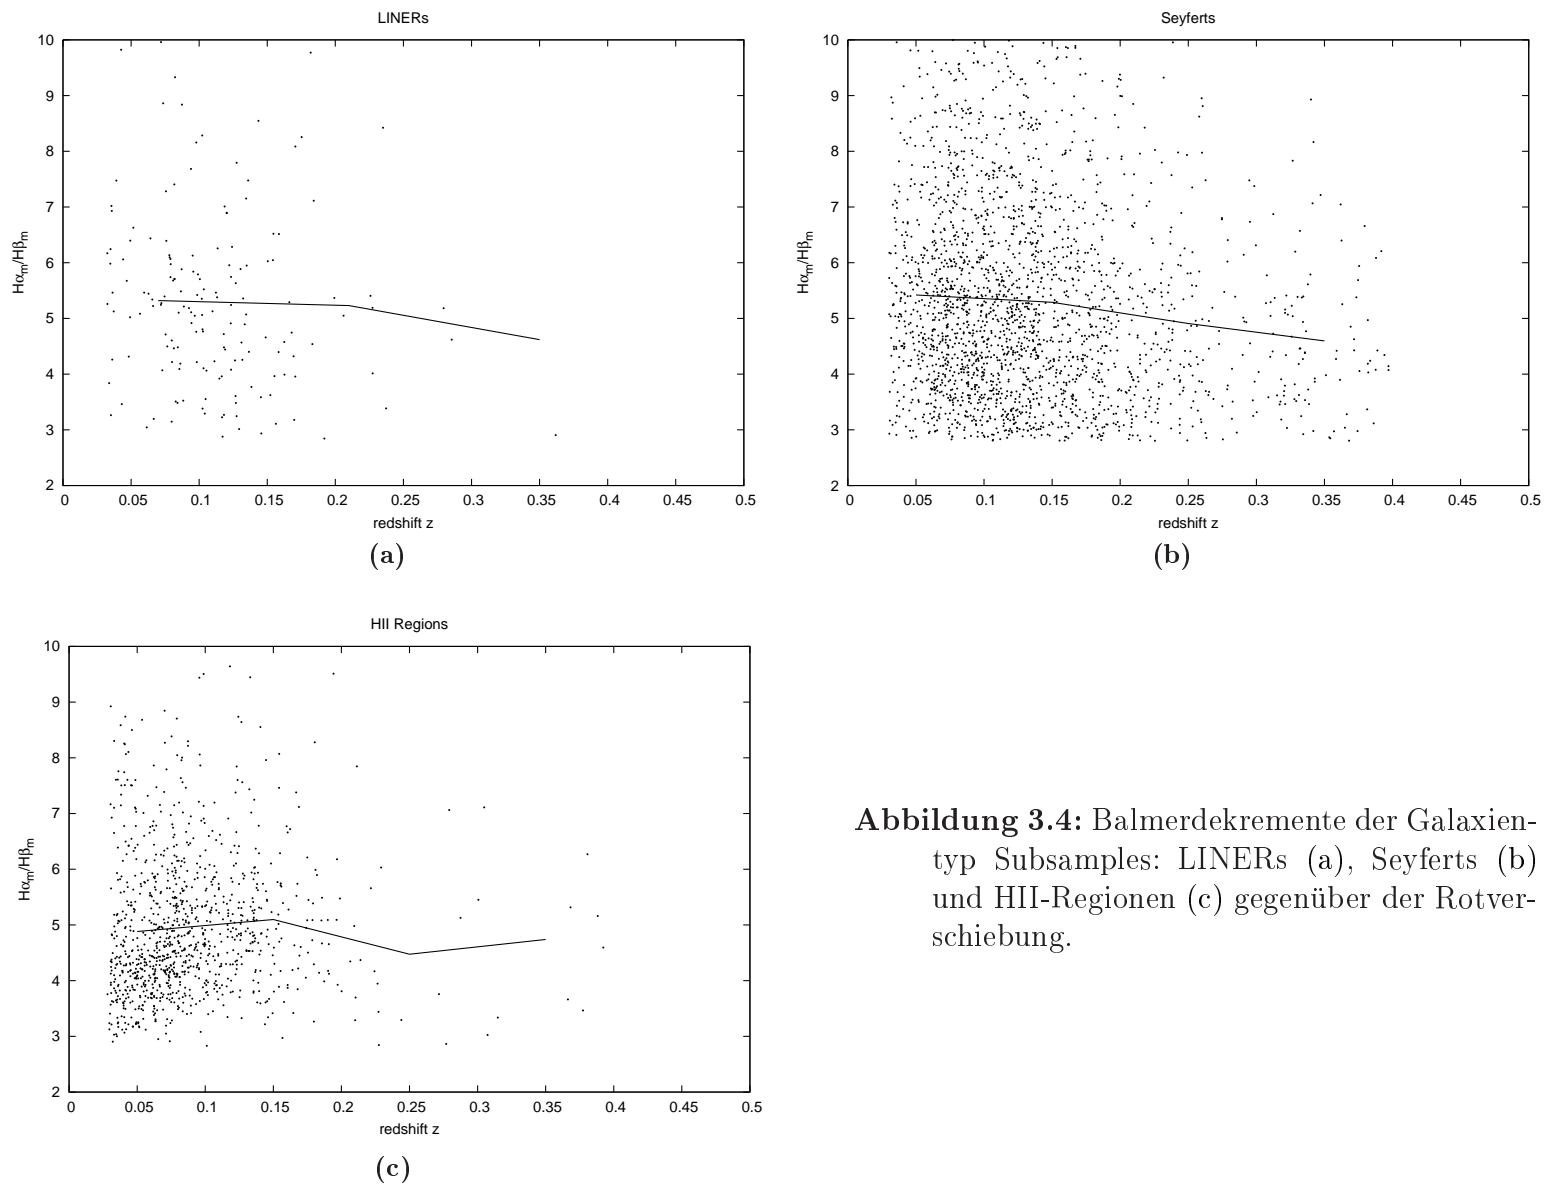 LINERs
10
9
8
7
6
5
4
3
2
Hα_m/Hβ_m
0 0.05 0.1 0.15 0.2 0.25 0.3 0.35 0.4 0.45 0.5
redshift z
(a)
Seyferts
10
9
8
7
6
5
4
3
2
Hα_m/Hβ_m
0 0.05 0.1 0.15 0.2 0.25 0.3 0.35 0.4 0.45 0.5
redshift z
(b)
HII Regions
10
9
8
7
6
5
4
3
2
Hα_m/Hβ_m
0 0.05 0.1 0.15 0.2 0.25 0.3 0.35 0.4 0.45 0.5
redshift z
(c)
Abbildung 3.4: Balmerdekremente der Galaxien-
typ Subsamples: LINERs (a), Seyferts (b)
und HII-Regionen (c) gegenüber der Rotver-
schiebung.